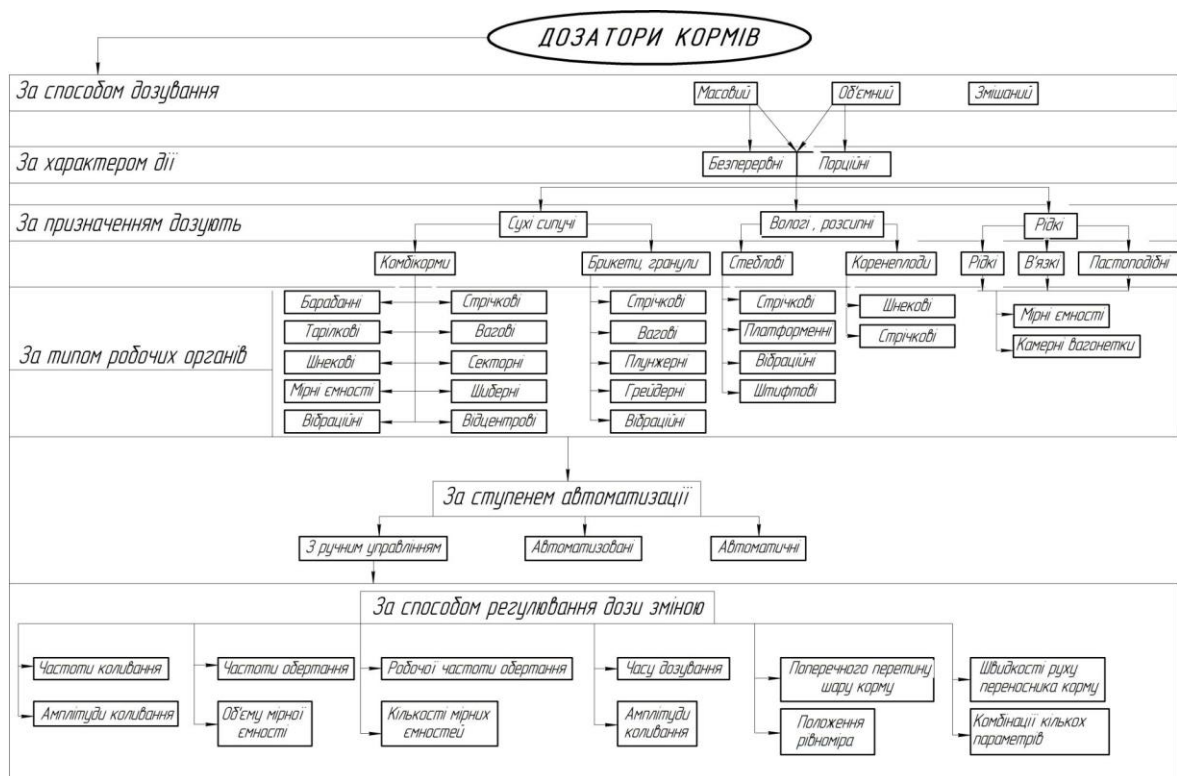 ДОЗАТОРИ КОРМІВ
За способом дозування
Масовий
Об'ємний
Змішаний
За характером дії
Безперервні
Порційні
За призначенням дозують
Сухі сипучі
Вологі, розсипні
Рідкі
Комбікорми
Брикети, гранули
Стеблові
Коренеплоди
Рідкі
В'язкі
Пастоподібні
За типом робочих органів
Барабанні
Стрічкові
Тарілкові
Вагові
Шнекові
Секторні
Мірні ємності
Шиберні
Вібраційні
Відцентрові
Стрічкові
Вагові
Плунжерні
Грейдерні
Вібраційні
Стрічкові
Платформенні
Вібраційні
Штифтові
Шнекові
Стрічкові
Мірні ємності
Камерні вагонетки
За ступенем автоматизації
З ручним управлінням
Автоматизовані
Автоматичні
За способом регулювання дози зміною
Частоти коливання
Частоти обертання
Робочої частоти обертання
Часу дозування
Поперечного перетину
шару корму
Швидкості руху
переносника корму
Амплітуди коливання
Об'єму мірної
ємності
Кількості мірних
ємностей
Амплітуди
коливання
Положення
рівноміра
Комбінації кількох
параметрів